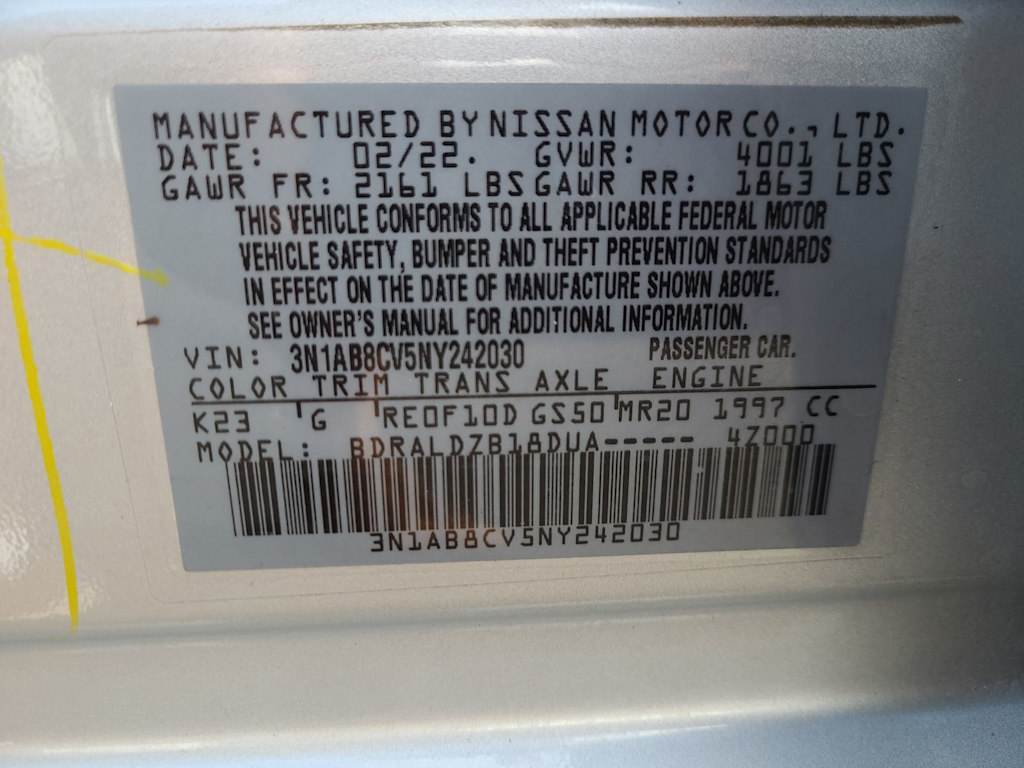 MANUFACTURED BY NISSAN MOTOR CO., LTD.
DATE: 02/22. GVWR: 4001 LBS
GAWR FR: 2161 LBS GAWR RR: 1863 LBS
THIS VEHICLE CONFORMS TO ALL APPLICABLE FEDERAL MOTOR
VEHICLE SAFETY, BUMPER AND THEFT PREVENTION STANDARDS
IN EFFECT ON THE DATE OF MANUFACTURE SHOWN ABOVE.
SEE OWNER'S MANUAL FOR ADDITIONAL INFORMATION.
VIN: 3N1AB8CV5NY242030 PASSENGER CAR.
COLOR TRIM TRANS AXLE ENGINE
K23 G RE0F10D GS50 MR20 1997 CC
MODEL: BDRALDZB18DUA----- 4Z000
3N1AB8CV5NY242030